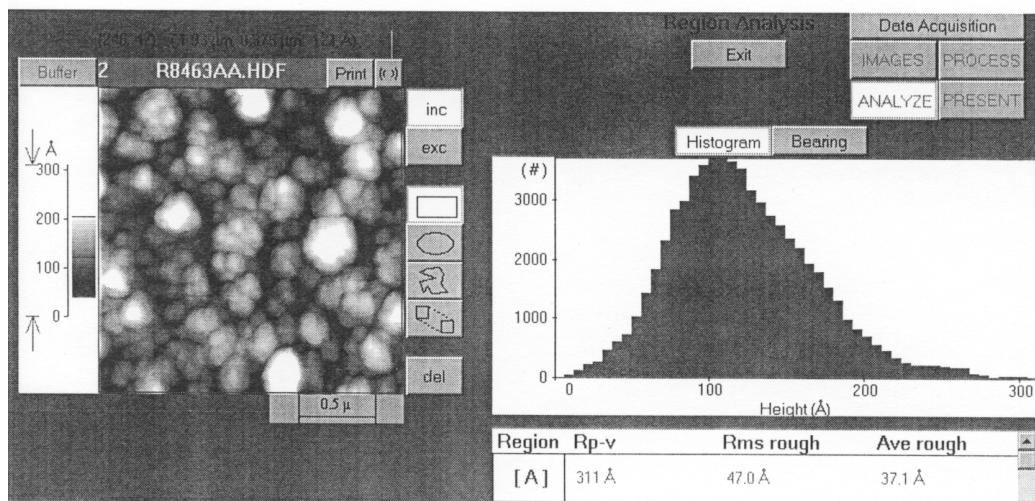 Region Analysis
Data Acquisition
Exit
IMAGES PROCESS
ANALYZE PRESENT
Buffer 2 R8463AA.HDF Print
inc
exc
del
Å
300
200
100
0
0.5 µ
Histogram Bearing
(#)
3000
2000
1000
0
0 100 200 300
Height (Å)
Region Rp-v Rms rough Ave rough
[A] 311 Å 47.0 Å 37.1 Å